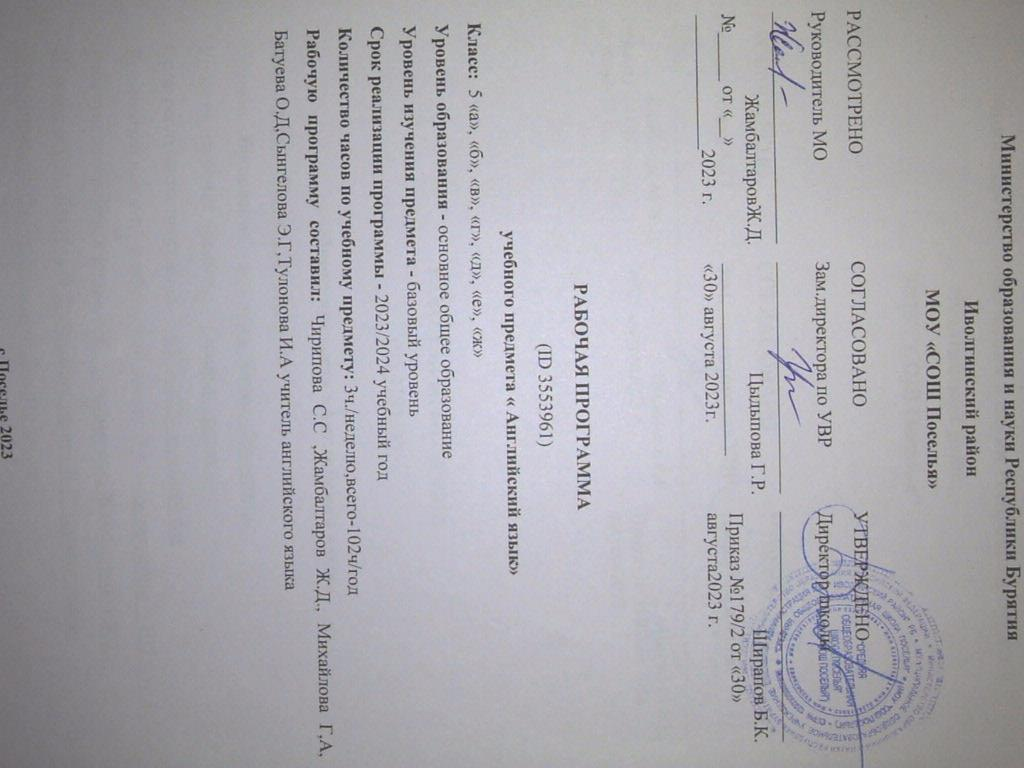 Министерство образования и науки Республики Бурятия
Иволгинский район
МОУ «СОШ Поселья»
РАССМОТРЕНО
Руководитель МО
ЖамбалтаровЖ.Д.
№_____ от «__»
__________2023 г.
СОГЛАСОВАНО
Зам.директора по УВР
Цыдыпова Г.Р.
«30» августа 2023г.
УТВЕРЖДЕНО
Директор школы
Ширапов Б.К.
Приказ №179/2 от «30»
августа2023 г.
РАБОЧАЯ ПРОГРАММА
(ID 3553961)
учебного предмета « Английский язык»
Класс: 5 «а», «б», «в», «г», «д», «е», «ж»
Уровень образования - основное общее образование
Уровень изучения предмета - базовый уровень
Срок реализации программы - 2023/2024 учебный год
Количество часов по учебному предмету: 3ч./неделю,всего-102ч/год
Рабочую программу составил: Чирипова С.С ,Жамбалтаров Ж.Д., Михайлова Г,А,
Батуева О,Д,Сынгелова Э.Г,Тулонова И.А учитель английского языка
с.Поселье 2023